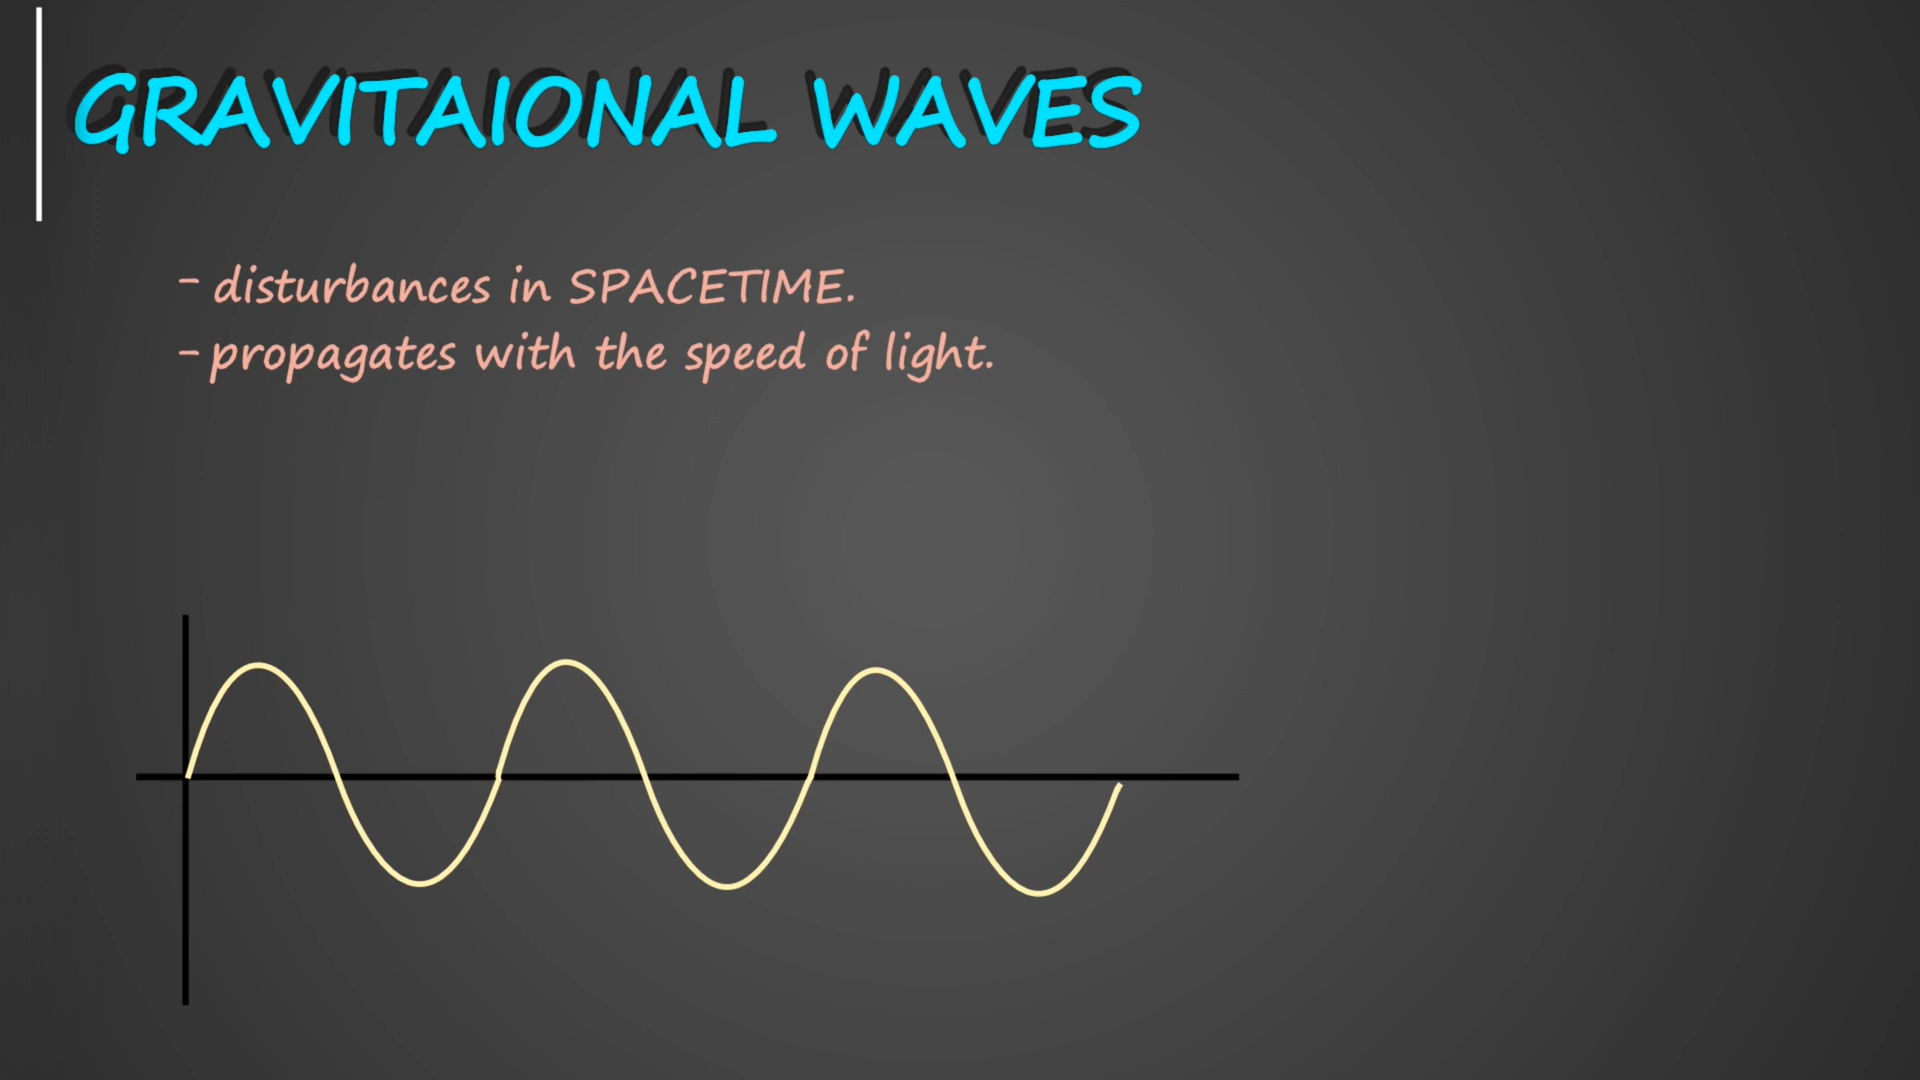 GRAVITAIONAL WAVES
- disturbances in SPACETIME.
- propagates with the speed of light.